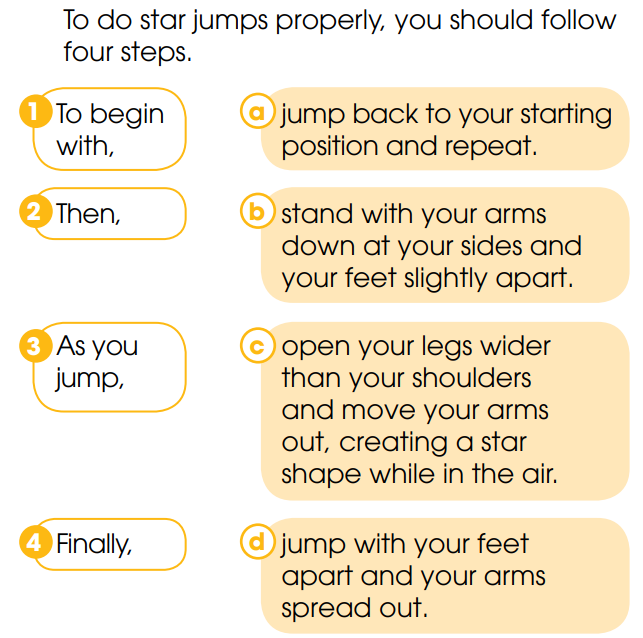 To do star jumps properly, you should follow
four steps.
1 To begin
with,
a jump back to your starting
position and repeat.
2 Then,
b stand with your arms
down at your sides and
your feet slightly apart.
3 As you
jump,
c open your legs wider
than your shoulders
and move your arms
out, creating a star
shape while in the air.
4 Finally,
d jump with your feet
apart and your arms
spread out.